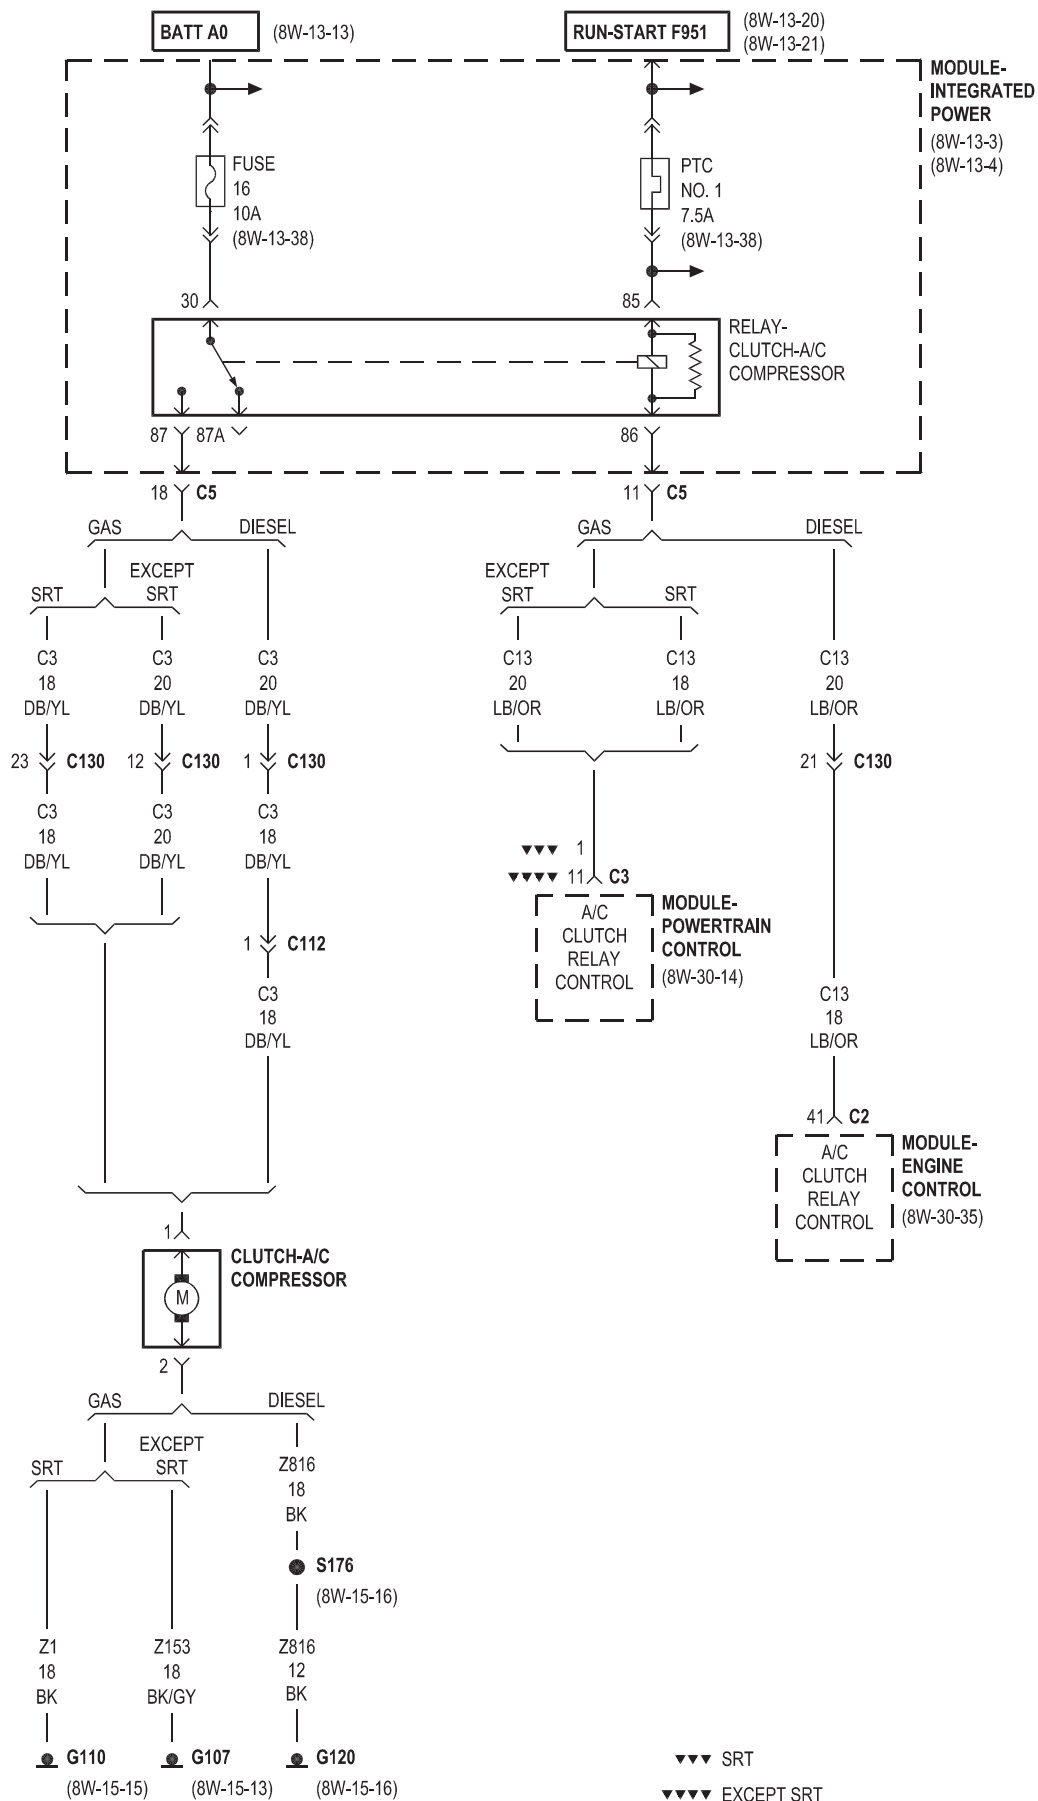 BATT A0
(8W-13-13)
RUN-START F951
(8W-13-20)
(8W-13-21)
MODULE-
INTEGRATED
POWER
(8W-13-3)
(8W-13-4)
FUSE
16
10A
(8W-13-38)
PTC
NO. 1
7.5A
(8W-13-38)
30
85
RELAY-
CLUTCH-A/C
COMPRESSOR
87
87A
86
18
C5
11
C5
GAS
DIESEL
GAS
DIESEL
SRT
EXCEPT
SRT
EXCEPT
SRT
SRT
C3
18
DB/YL
C3
20
DB/YL
C3
20
DB/YL
C13
20
LB/OR
C13
18
LB/OR
C13
20
LB/OR
23
C130
12
C130
1
C130
21
C130
C3
18
DB/YL
C3
20
DB/YL
C3
18
DB/YL
▼▼▼ 1
▼▼▼▼ 11
C3
A/C
CLUTCH
RELAY
CONTROL
MODULE-
POWERTRAIN
CONTROL
(8W-30-14)
1
C112
C3
18
DB/YL
C13
18
LB/OR
41
C2
A/C
CLUTCH
RELAY
CONTROL
MODULE-
ENGINE
CONTROL
(8W-30-35)
1
CLUTCH-A/C
COMPRESSOR
M
2
GAS
DIESEL
SRT
EXCEPT
SRT
Z816
18
BK
S176
(8W-15-16)
Z1
18
BK
Z153
18
BK/GY
Z816
12
BK
G110
(8W-15-15)
G107
(8W-15-13)
G120
(8W-15-16)
▼▼▼ SRT
▼▼▼▼ EXCEPT SRT